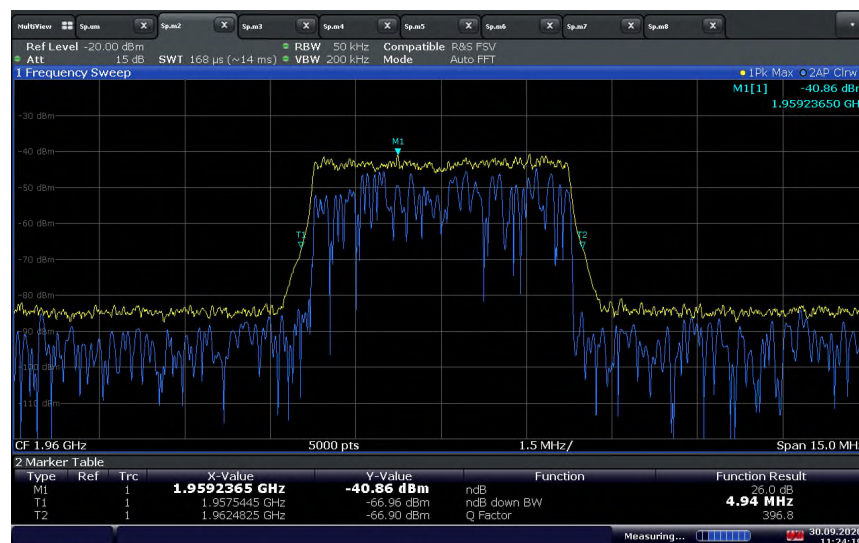 MultiView Sp.um X Sp.m2 X Sp.m3 X Sp.m4 X Sp.m5 X Sp.m6 X Sp.m7 X Sp.m8 X
Ref Level -20.00 dBm RBW 50 kHz Compatible R&S FSV
Att 15 dB SWT 168 µs (~14 ms) VBW 200 kHz Mode Auto FFT
1 Frequency Sweep 1Pk Max 2AP Clrw
M1[1] -40.86 dBm
1.95923650 GH
-30 dBm
M1
-40 dBm
-50 dBm
-60 dBm
T1 T2
-70 dBm
-80 dBm
-90 dBm
-100 dBm
-110 dBm
CF 1.96 GHz 5000 pts 1.5 MHz/ Span 15.0 MH
2 Marker Table
Type Ref Trc X-Value Y-Value Function Function Result
M1 1 1.9592365 GHz -40.86 dBm ndB 26.0 dB
T1 1 1.9575445 GHz -66.96 dBm ndB down BW 4.94 MHz
T2 1 1.9624825 GHz -66.90 dBm Q Factor 396.8
Measuring... 30.09.2020